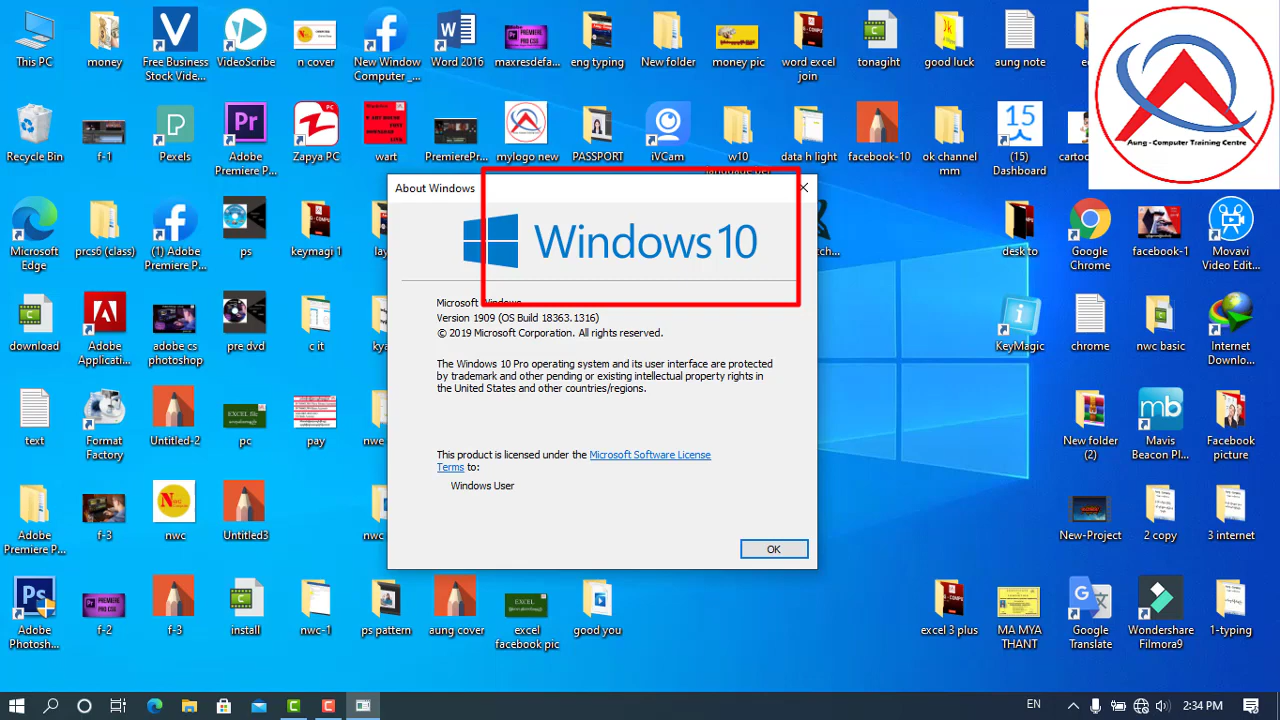 This PC
money
Free Business
Stock Vide...
VideoScribe
n cover
New Window
Computer _...
Word 2016
maxresdefa...
eng typing
New folder
money pic
word excel
join
tonagiht
good luck
aung note
Aung - Computer Training Centre
Recycle Bin
f-1
Pexels
Adobe
Premiere P...
Zapya PC
wart
PremierePr...
mylogo new
PASSPORT
iVCam
w10
data h light
facebook-10
ok channel
mm
(15)
Dashboard
Microsoft
Edge
prcs6 (class)
(1) Adobe
Premiere P...
ps
keymagi 1
desk to
Google
Chrome
facebook-1
Movavi
Video Edit...
About Windows
Windows 10
Microsoft Windows
Version 1909 (OS Build 18363.1316)
© 2019 Microsoft Corporation. All rights reserved.
The Windows 10 Pro operating system and its user interface are protected
by trademark and other pending or existing intellectual property rights in
the United States and other countries/regions.
This product is licensed under the Microsoft Software License
Terms to:
Windows User
OK
download
Adobe
Applicati...
adobe cs
photoshop
pre dvd
c it
KeyMagic
chrome
nwc basic
Internet
Downlo...
text
Format
Factory
Untitled-2
pc
pay
nwe
New folder
(2)
Mavis
Beacon Pl...
Facebook
picture
Adobe
Premiere P...
f-3
nwc
Untitled3
nwc
New-Project
2 copy
3 internet
Adobe
Photosh...
f-2
f-3
install
nwc-1
ps pattern
aung cover
excel
facebook pic
good you
excel 3 plus
MA MYA
THANT
Google
Translate
Wondershare
Filmora9
1-typing
EN
2:34 PM